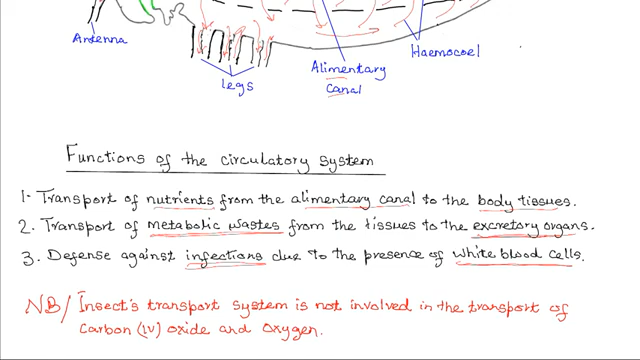 Antenna
Legs
Alimentary
Canal
Haemocoel
Functions of the circulatory system
1. Transport of nutrients from the alimentary canal to the body tissues.
2. Transport of metabolic wastes from the tissues to the excretory organs.
3. Defense against infections due to the presence of white blood cells.
NB/ Insect's transport system is not involved in the transport of
Carbon (IV) oxide and Oxygen.